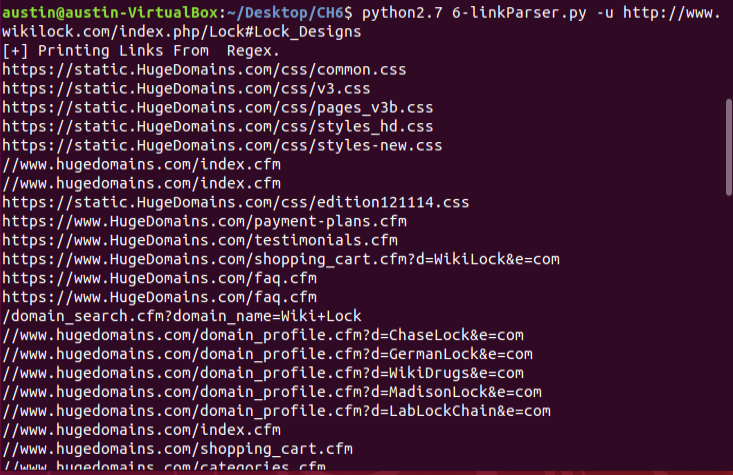 austin@austin-VirtualBox:~/Desktop/CH6$ python2.7 6-linkParser.py -u http://www.
wikilock.com/index.php/Lock#Lock_Designs
[+] Printing Links From  Regex.
https://static.HugeDomains.com/css/common.css
https://static.HugeDomains.com/css/v3.css
https://static.HugeDomains.com/css/pages_v3b.css
https://static.HugeDomains.com/css/styles_hd.css
https://static.HugeDomains.com/css/styles-new.css
//www.hugedomains.com/index.cfm
//www.hugedomains.com/index.cfm
https://static.HugeDomains.com/css/edition121114.css
https://www.HugeDomains.com/payment-plans.cfm
https://www.HugeDomains.com/testimonials.cfm
https://www.HugeDomains.com/shopping_cart.cfm?d=WikiLock&e=com
https://www.HugeDomains.com/faq.cfm
https://www.HugeDomains.com/faq.cfm
/domain_search.cfm?domain_name=Wiki+Lock
//www.hugedomains.com/domain_profile.cfm?d=ChaseLock&e=com
//www.hugedomains.com/domain_profile.cfm?d=GermanLock&e=com
//www.hugedomains.com/domain_profile.cfm?d=WikiDrugs&e=com
//www.hugedomains.com/domain_profile.cfm?d=MadisonLock&e=com
//www.hugedomains.com/domain_profile.cfm?d=LabLockChain&e=com
//www.hugedomains.com/index.cfm
//www.hugedomains.com/shopping_cart.cfm
//www.hugedomains.com/categories.cfm